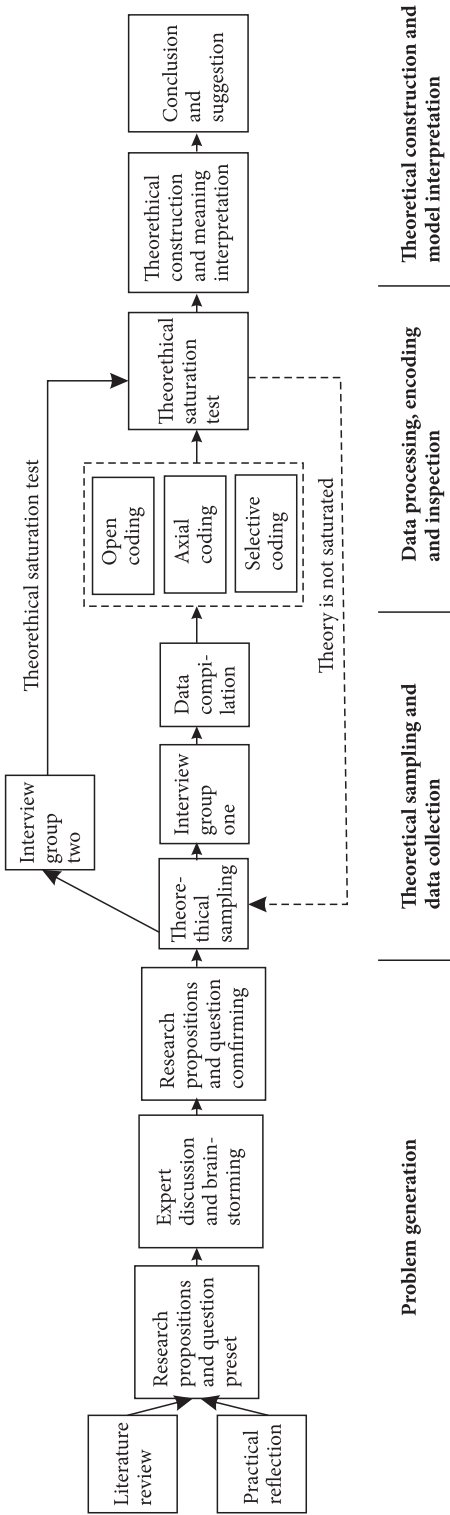 Literature
review
Practical
reflection
Research
propositions
and question
preset
Expert
discussion
and brain-
storming
Research
propositions
and question
comfirming
Theore-
thical
sampling
Interview
group
two
Interview
group
one
Data
compi-
lation
Open
coding
Axial
coding
Selective
coding
Theorethical saturation test
Theorethical
saturation
test
Theory is not saturated
Theorethical
construction
and meaning
interpretation
Conclusion
and
suggestion
Problem generation
Theoretical sampling and
data collection
Data processing, encoding
and inspection
Theoretical construction and
model interpretation